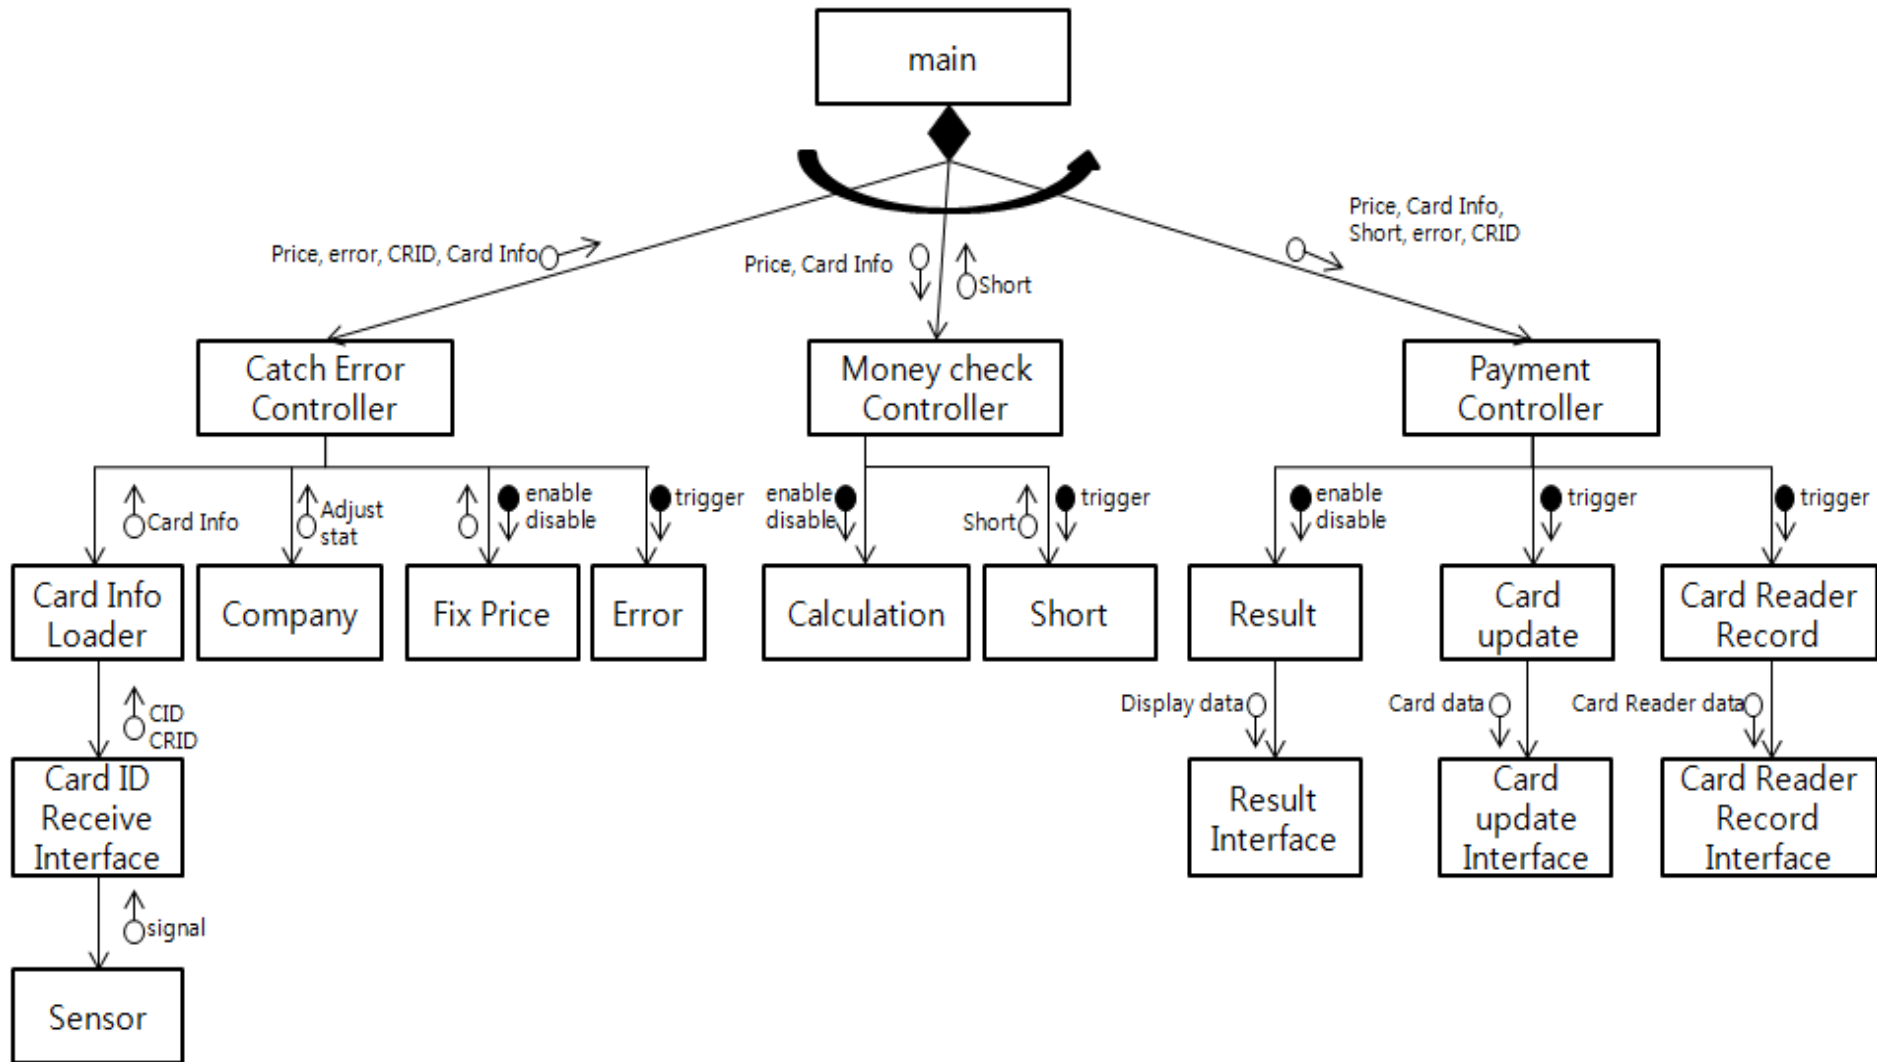 main
Price, error, CRID, Card Info
Price, Card Info
Short
Price, Card Info,
Short, error, CRID
Catch Error
Controller
Money check
Controller
Payment
Controller
Card Info
Adjust
stat
enable
disable
trigger
enable
disable
Short
trigger
enable
disable
trigger
trigger
Card Info
Loader
Company
Fix Price
Error
Calculation
Short
Result
Card
update
Card Reader
Record
CID
CRID
Display data
Card data
Card Reader data
Card ID
Receive
Interface
Result
Interface
Card
update
Interface
Card Reader
Record
Interface
signal
Sensor